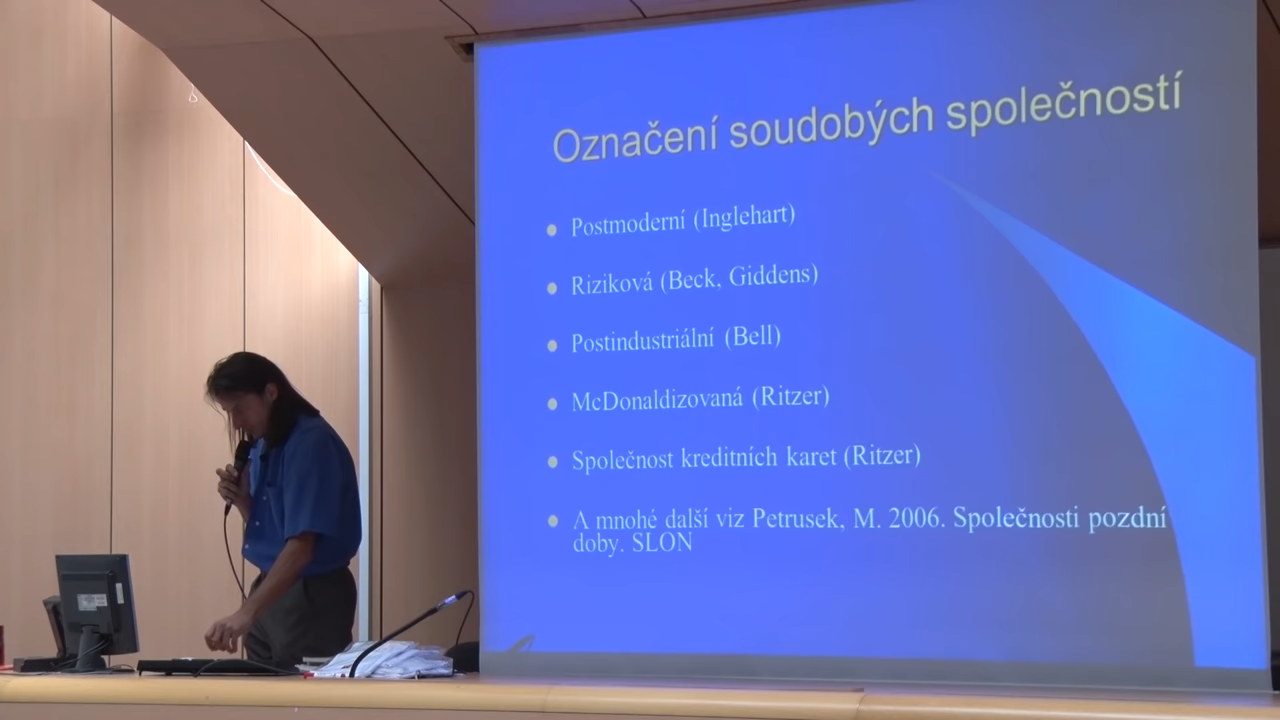 Označení soudobých společností
Postmoderní (Inglehart)
Riziková (Beck, Giddens)
Postindustriální (Bell)
McDonaldizovaná (Ritzer)
Společnost kreditních karet (Ritzer)
A mnohé další viz Petrusek, M. 2006. Společnosti pozdní
doby. SLON